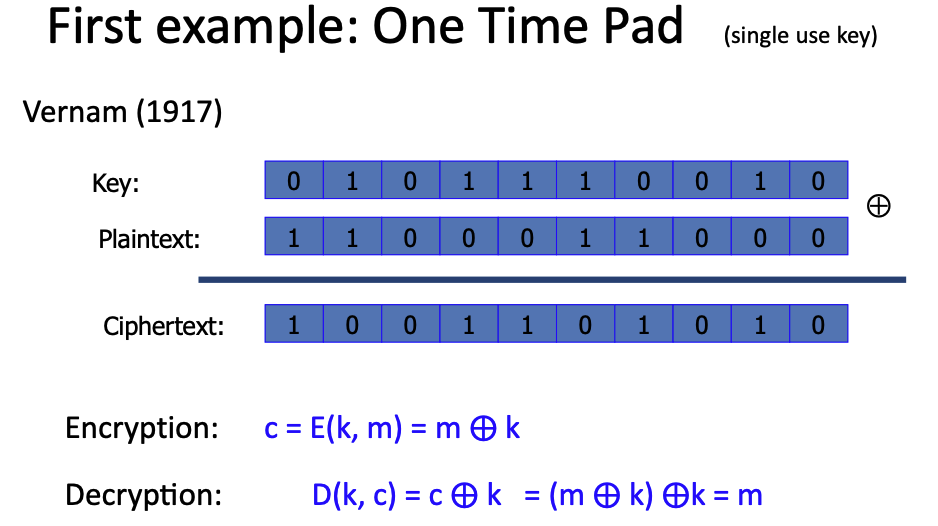 First example: One Time Pad (single use key)
Vernam (1917)
Key: 0 1 0 1 1 1 0 0 1 0
⊕
Plaintext: 1 1 0 0 0 1 1 0 0 0
Ciphertext: 1 0 0 1 1 0 1 0 1 0
Encryption: c = E(k, m) = m ⊕ k
Decryption: D(k, c) = c ⊕ k = (m ⊕ k) ⊕k = m